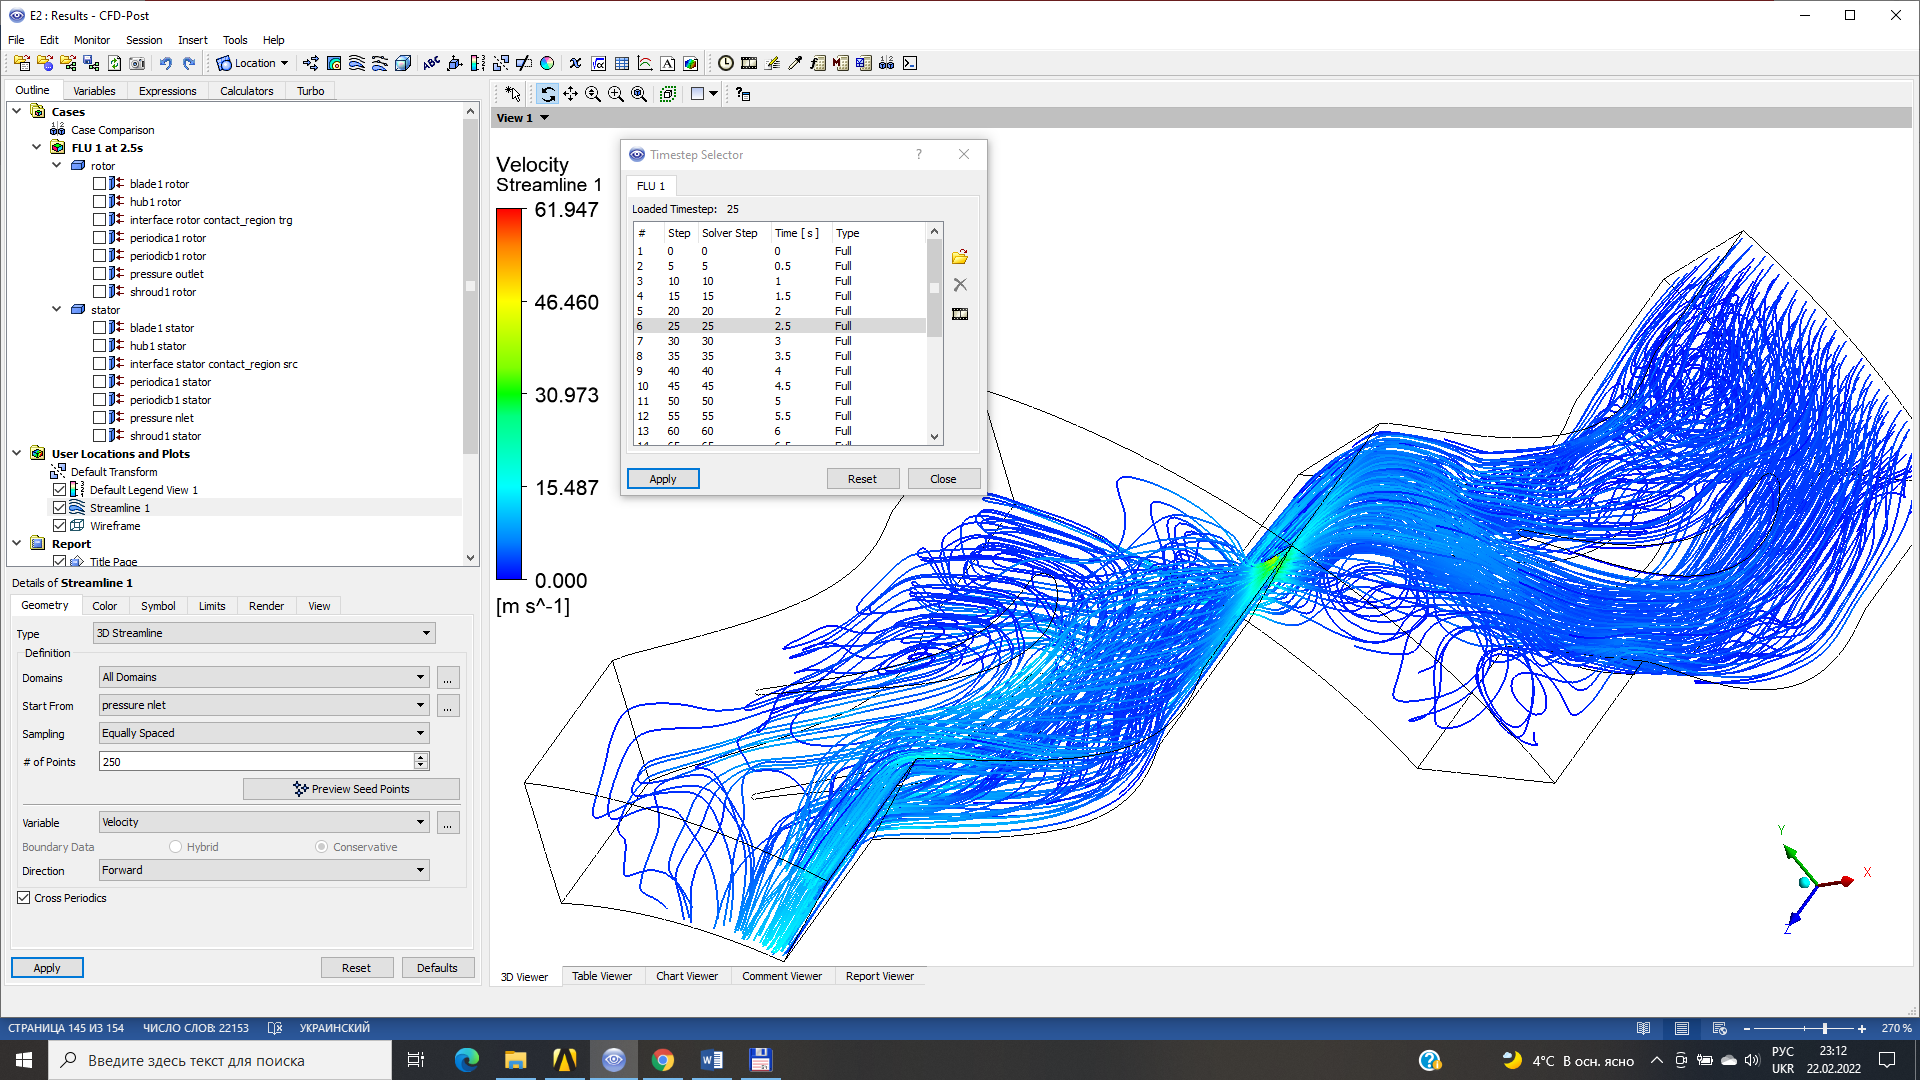 E2 : Results - CFD-Post
File Edit Monitor Session Insert Tools Help
Location
Outline Variables Expressions Calculators Turbo
Cases
Case Comparison
FLU 1 at 2.5s
rotor
blade1 rotor
hub1 rotor
interface rotor contact_region trg
periodica1 rotor
periodicb1 rotor
pressure outlet
shroud1 rotor
stator
blade1 stator
hub1 stator
interface stator contact_region src
periodica1 stator
periodicb1 stator
pressure nlet
shroud1 stator
User Locations and Plots
Default Transform
Default Legend View 1
Streamline 1
Wireframe
Report
Title Page
Details of Streamline 1
Geometry Color Symbol Limits Render View
Type 3D Streamline
Definition
Domains All Domains ...
Start From pressure nlet ...
Sampling Equally Spaced
# of Points 250
Preview Seed Points
Variable Velocity ...
Boundary Data Hybrid Conservative
Direction Forward
Cross Periodics
Apply Reset Defaults
View 1
Velocity
Streamline 1
61.947
46.460
30.973
15.487
0.000
[m s^-1]
Timestep Selector ?
FLU 1
Loaded Timestep: 25
# Step Solver Step Time [ s ] Type
1 0 0 0 Full
2 5 5 0.5 Full
3 10 10 1 Full
4 15 15 1.5 Full
5 20 20 2 Full
6 25 25 2.5 Full
7 30 30 3 Full
8 35 35 3.5 Full
9 40 40 4 Full
10 45 45 4.5 Full
11 50 50 5 Full
12 55 55 5.5 Full
13 60 60 6 Full
14 65 65 6.5 Full
Apply Reset Close
Y
X
Z
3D Viewer Table Viewer Chart Viewer Comment Viewer Report Viewer
СТРАНИЦА 145 ИЗ 154 ЧИСЛО СЛОВ: 22153 УКРАИНСКИЙ 270 %
Введите здесь текст для поиска
4°C В осн. ясно
РУС
UKR
23:12
22.02.2022